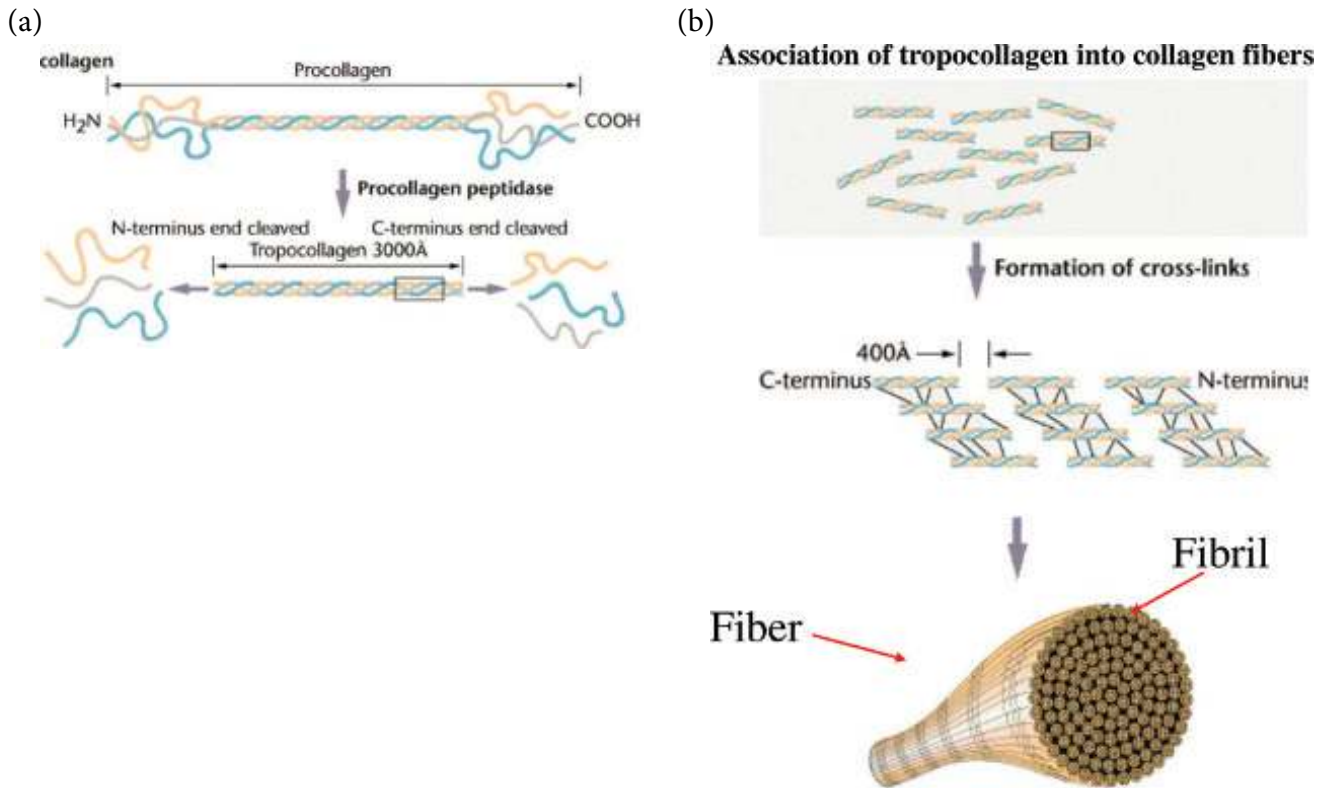 (a)
collagen
Procollagen
H₂N
COOH
Procollagen peptidase
N-terminus end cleaved
C-terminus end cleaved
Tropocollagen 3000Å
(b)
Association of tropocollagen into collagen fibers
Formation of cross-links
400Å
C-terminus
N-terminus
Fibril
Fiber